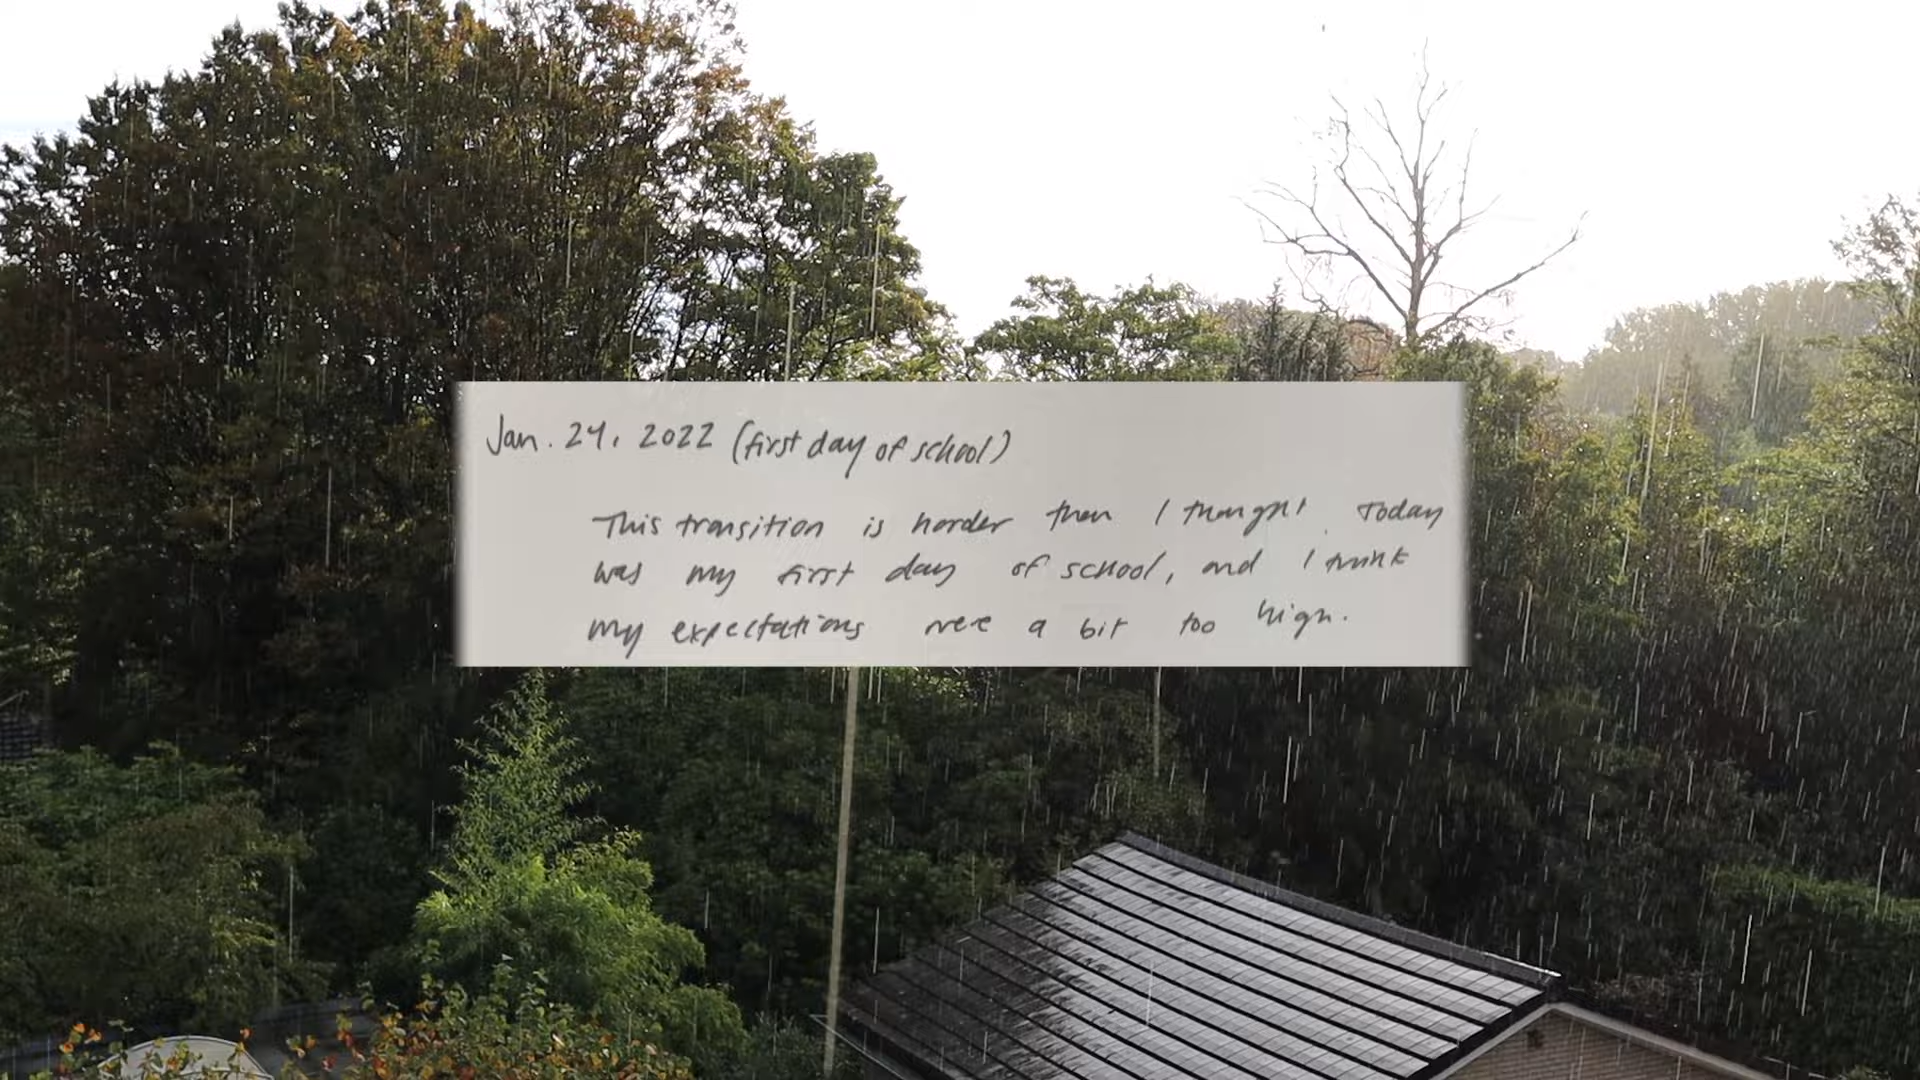 Jan. 24, 2022 (first day of school)
This transition is harder then I thought. Today
was my first day of school, and I think
my expectations were a bit too high.